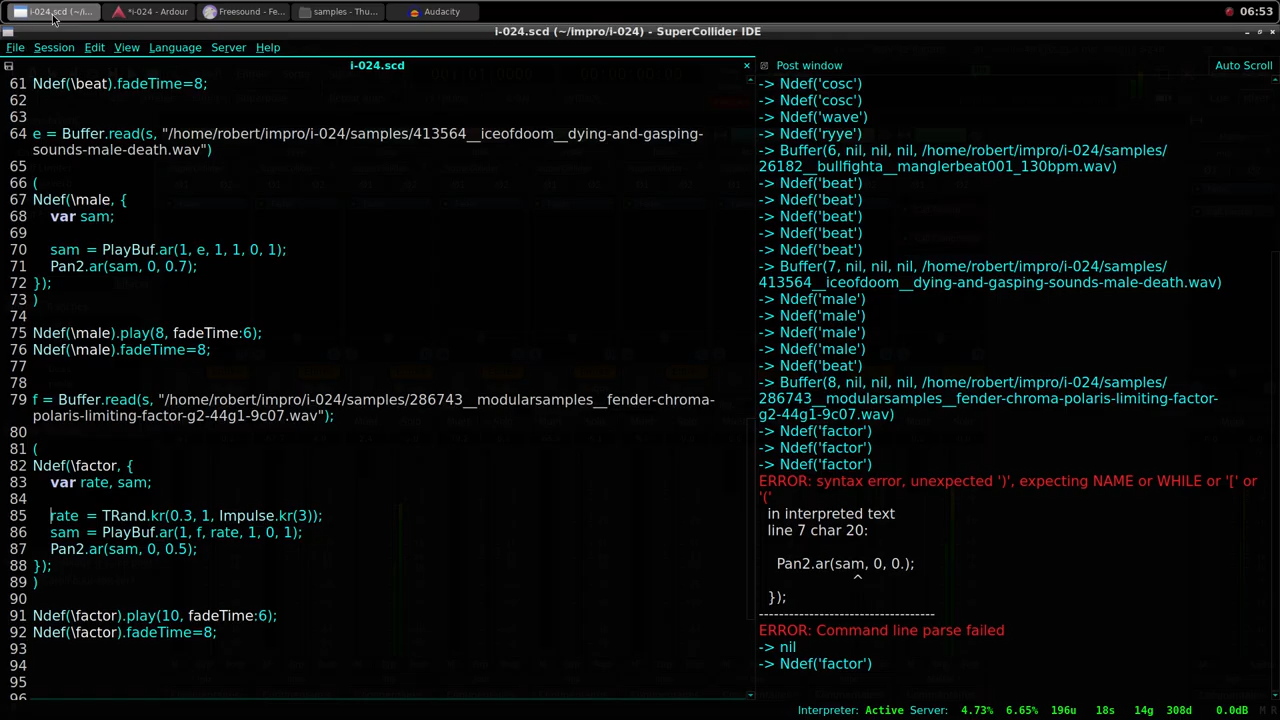 i-024.scd (~/i...
*i-024 - Ardour
Freesound - Fe...
samples - Thu...
Audacity
06:53
i-024.scd (~/impro/i-024) - SuperCollider IDE
File Session Edit View Language Server Help
i-024.scd
61 Ndef(\beat).fadeTime=8;
62
63
64 e = Buffer.read(s, "/home/robert/impro/i-024/samples/413564__iceofdoom__dying-and-gasping-
sounds-male-death.wav")
65
66 (
67 Ndef(\male, {
68 var sam;
69
70 sam = PlayBuf.ar(1, e, 1, 1, 0, 1);
71 Pan2.ar(sam, 0, 0.7);
72 });
73 )
74
75 Ndef(\male).play(8, fadeTime:6);
76 Ndef(\male).fadeTime=8;
77
78
79 f = Buffer.read(s, "/home/robert/impro/i-024/samples/286743__modularsamples__fender-chroma-
polaris-limiting-factor-g2-44g1-9c07.wav");
80
81 (
82 Ndef(\factor, {
83 var rate, sam;
84
85 rate = TRand.kr(0.3, 1, Impulse.kr(3));
86 sam = PlayBuf.ar(1, f, rate, 1, 0, 1);
87 Pan2.ar(sam, 0, 0.5);
88 });
89 )
90
91 Ndef(\factor).play(10, fadeTime:6);
92 Ndef(\factor).fadeTime=8;
93
94
95
96
Post window
Auto Scroll
-> Ndef('cosc')
-> Ndef('cosc')
-> Ndef('wave')
-> Ndef('ryye')
-> Buffer(6, nil, nil, nil, /home/robert/impro/i-024/samples/
26182__bullfighta__manglerbeat001_130bpm.wav)
-> Ndef('beat')
-> Ndef('beat')
-> Ndef('beat')
-> Ndef('beat')
-> Ndef('beat')
-> Buffer(7, nil, nil, nil, /home/robert/impro/i-024/samples/
413564__iceofdoom__dying-and-gasping-sounds-male-death.wav)
-> Ndef('male')
-> Ndef('male')
-> Ndef('male')
-> Ndef('male')
-> Ndef('beat')
-> Buffer(8, nil, nil, nil, /home/robert/impro/i-024/samples/
286743__modularsamples__fender-chroma-polaris-limiting-factor-
g2-44g1-9c07.wav)
-> Ndef('factor')
-> Ndef('factor')
-> Ndef('factor')
ERROR: syntax error, unexpected ')', expecting NAME or WHILE or '[' or
'('
in interpreted text
line 7 char 20:
Pan2.ar(sam, 0, 0.);
^
});
-----------------------------------
ERROR: Command line parse failed
-> nil
-> Ndef('factor')
Interpreter: Active Server: 4.73% 6.65% 196u 18s 14g 308d 0.0dB M R